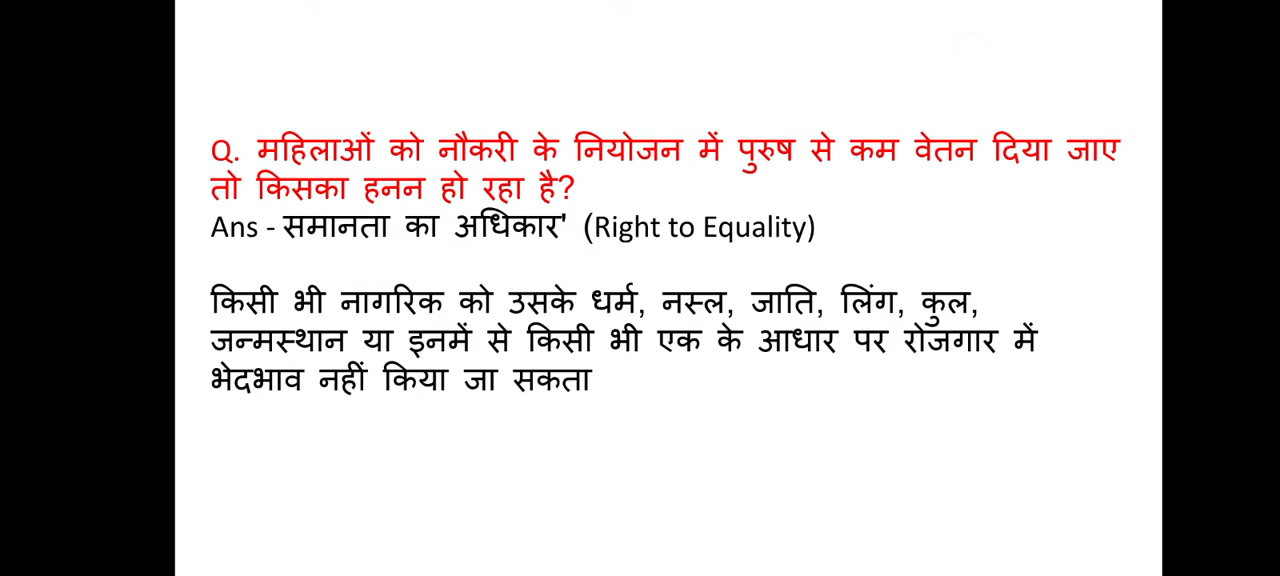 Q. महिलाओं को नौकरी के नियोजन में पुरुष से कम वेतन दिया जाए
तो किसका हनन हो रहा है?
Ans - समानता का अधिकार' (Right to Equality)
किसी भी नागरिक को उसके धर्म, नस्ल, जाति, लिंग, कुल,
जन्मस्थान या इनमें से किसी भी एक के आधार पर रोजगार में
भेदभाव नहीं किया जा सकता